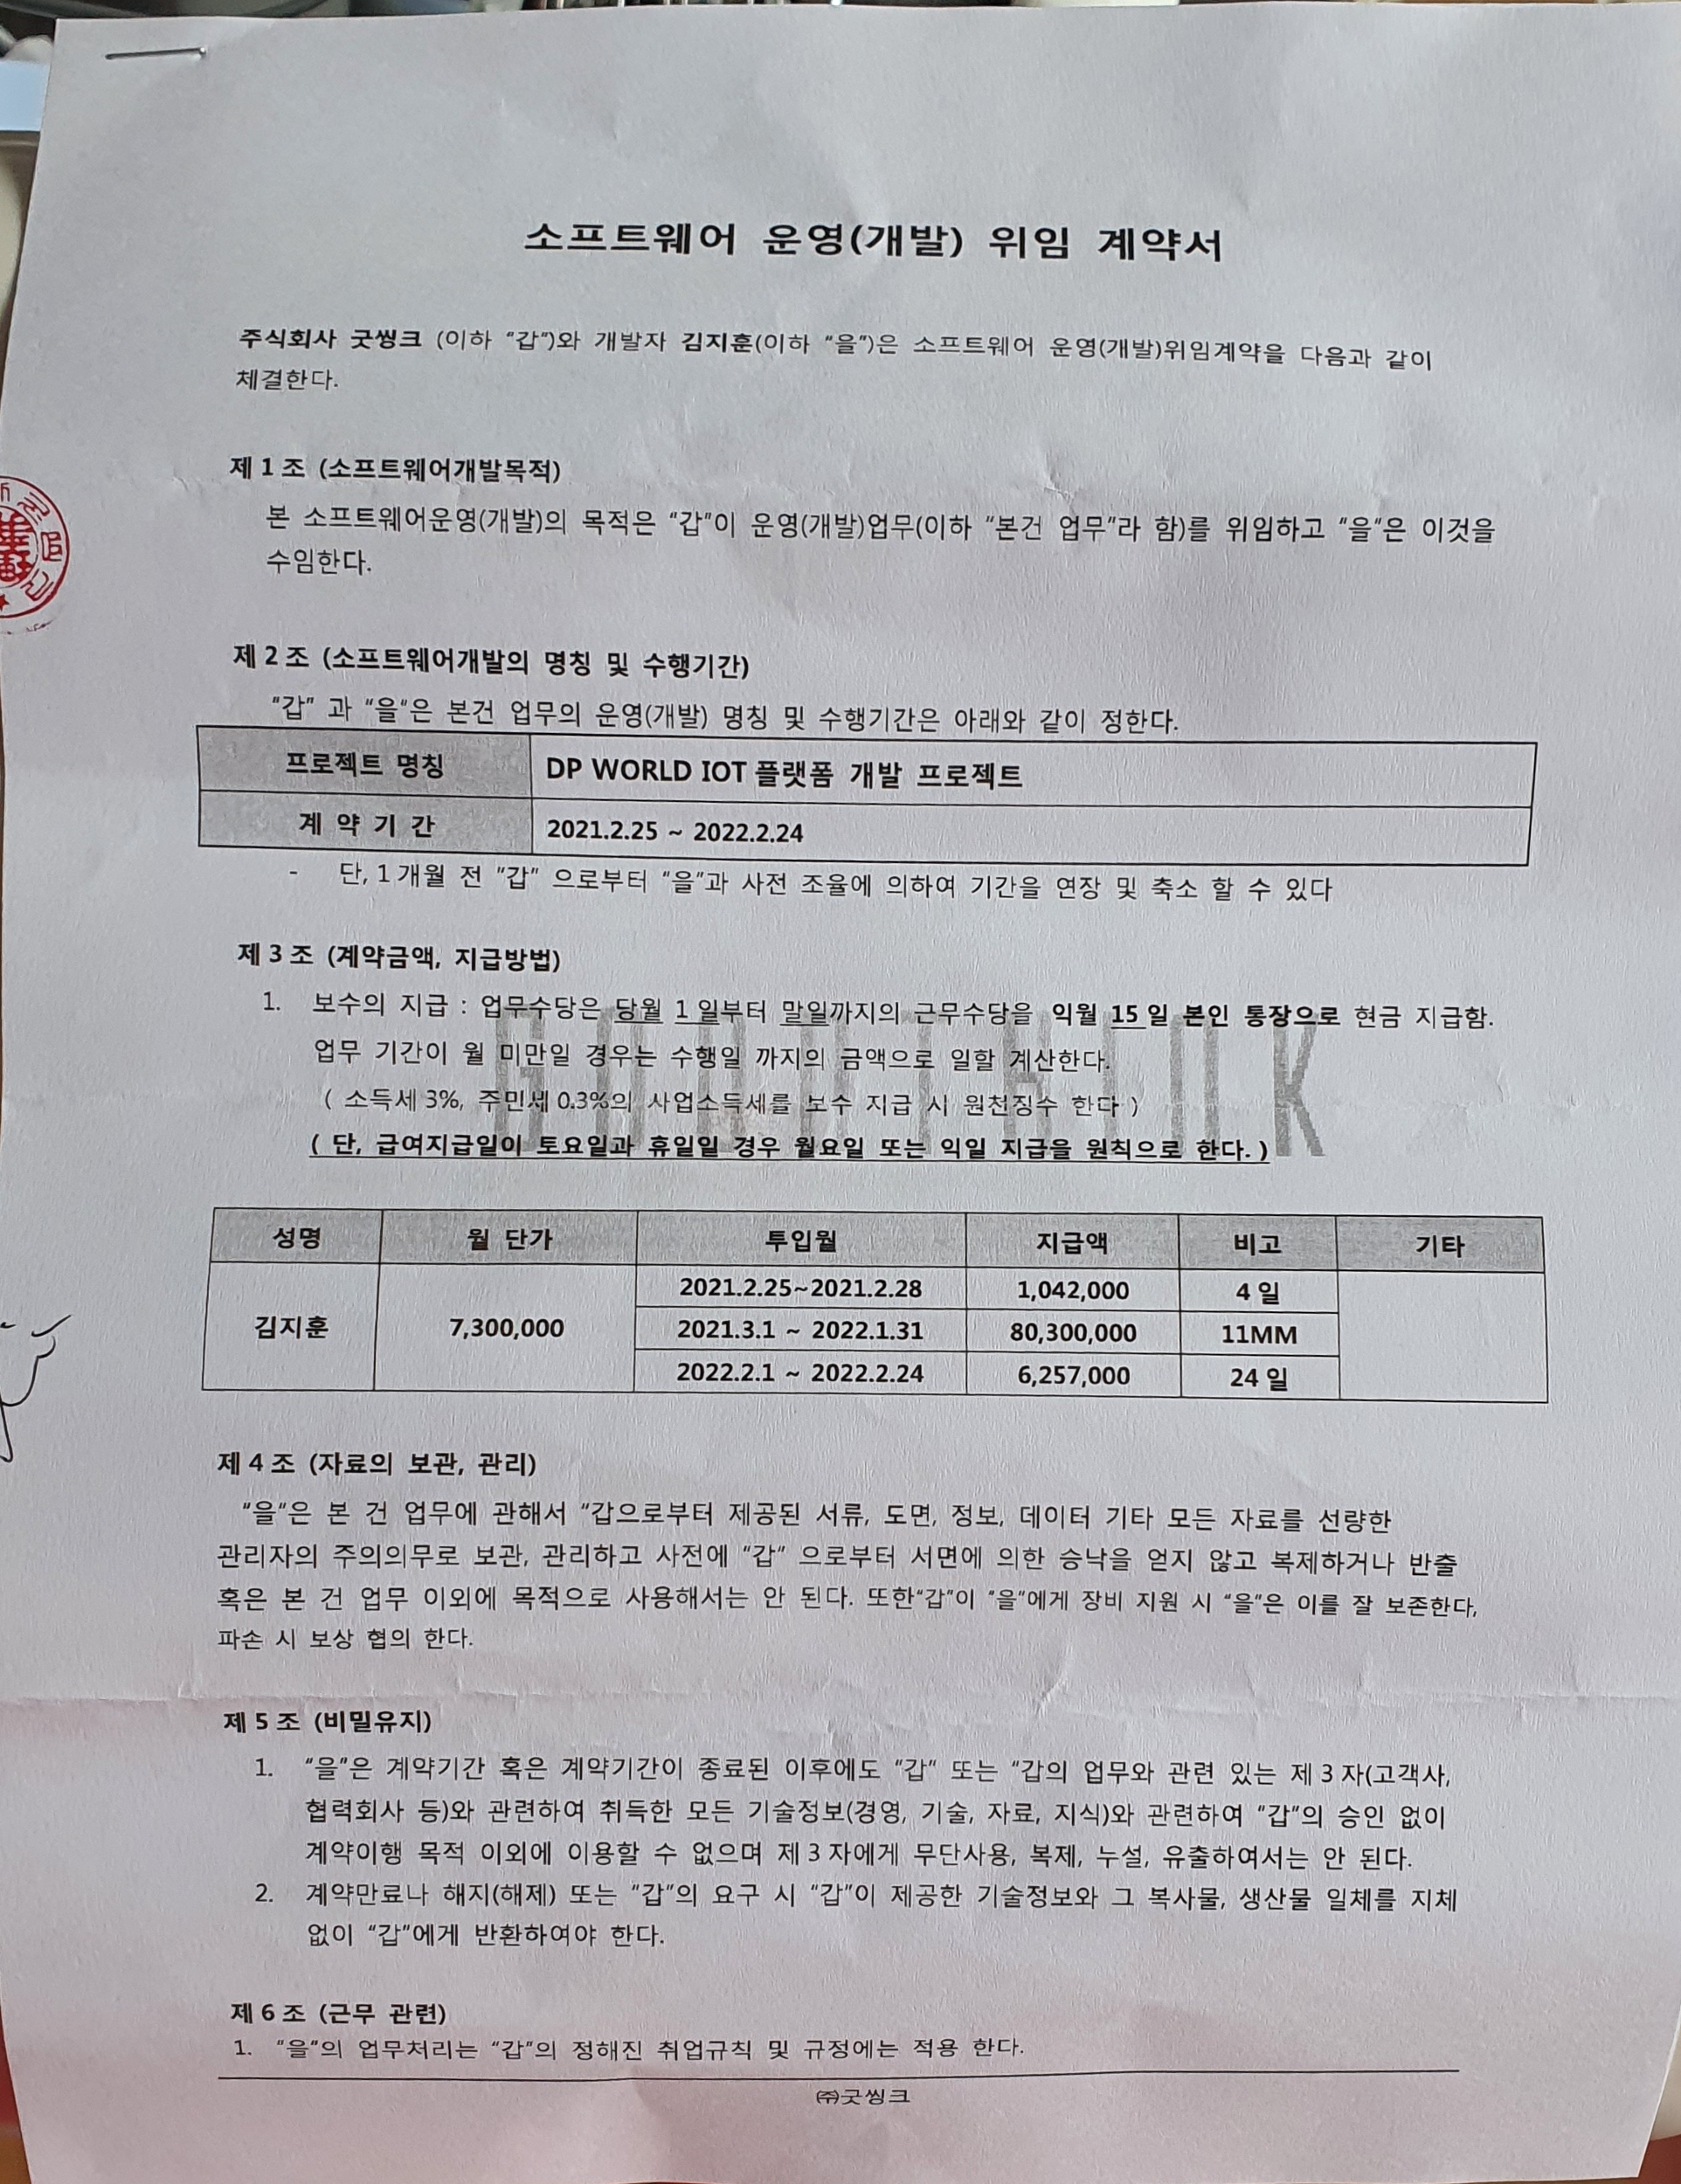 소프트웨어 운영(개발) 위임 계약서
주식회사 굿씽크 (이하 "갑")와 개발자 김지훈(이하 "을")은 소프트웨어 운영(개발)위임계약을 다음과 같이
체결한다.
제 1 조 (소프트웨어개발목적)
본 소프트웨어운영(개발)의 목적은 "갑"이 운영(개발)업무(이하 "본건 업무"라 함)를 위임하고 "을"은 이것을
수임한다.
제 2 조 (소프트웨어개발의 명칭 및 수행기간)
"갑" 과 "을"은 본건 업무의 운영(개발) 명칭 및 수행기간은 아래와 같이 정한다.
프로젝트 명칭 DP WORLD IOT 플랫폼 개발 프로젝트
계 약 기 간 2021.2.25 ~ 2022.2.24
- 단, 1 개월 전 "갑" 으로부터 "을"과 사전 조율에 의하여 기간을 연장 및 축소 할 수 있다
제 3 조 (계약금액, 지급방법)
1. 보수의 지급 : 업무수당은 당월 1 일부터 말일까지의 근무수당을 익월 15 일 본인 통장으로 현금 지급함.
업무 기간이 월 미만일 경우는 수행일 까지의 금액으로 일할 계산한다.
( 소득세 3%, 주민세 0.3%의 사업소득세를 보수 지급 시 원천징수 한다 )
( 단, 급여지급일이 토요일과 휴일일 경우 월요일 또는 익일 지급을 원칙으로 한다. )
GOODTHINK
성명 월 단가 투입월 지급액 비고 기타
2021.2.25~2021.2.28 1,042,000 4 일
김지훈 7,300,000 2021.3.1 ~ 2022.1.31 80,300,000 11MM
2022.2.1 ~ 2022.2.24 6,257,000 24 일
제 4 조 (자료의 보관, 관리)
"을"은 본 건 업무에 관해서 "갑으로부터 제공된 서류, 도면, 정보, 데이터 기타 모든 자료를 선량한
관리자의 주의의무로 보관, 관리하고 사전에 "갑" 으로부터 서면에 의한 승낙을 얻지 않고 복제하거나 반출
혹은 본 건 업무 이외에 목적으로 사용해서는 안 된다. 또한"갑"이 "을"에게 장비 지원 시 "을"은 이를 잘 보존한다,
파손 시 보상 협의 한다.
제 5 조 (비밀유지)
1. "을"은 계약기간 혹은 계약기간이 종료된 이후에도 "갑" 또는 "갑의 업무와 관련 있는 제 3 자(고객사,
협력회사 등)와 관련하여 취득한 모든 기술정보(경영, 기술, 자료, 지식)와 관련하여 "갑"의 승인 없이
계약이행 목적 이외에 이용할 수 없으며 제 3 자에게 무단사용, 복제, 누설, 유출하여서는 안 된다.
2. 계약만료나 해지(해제) 또는 "갑"의 요구 시 "갑"이 제공한 기술정보와 그 복사물, 생산물 일체를 지체
없이 "갑"에게 반환하여야 한다.
제 6 조 (근무 관련)
1. "을"의 업무처리는 "갑"의 정해진 취업규칙 및 규정에는 적용 한다.
㈜굿씽크